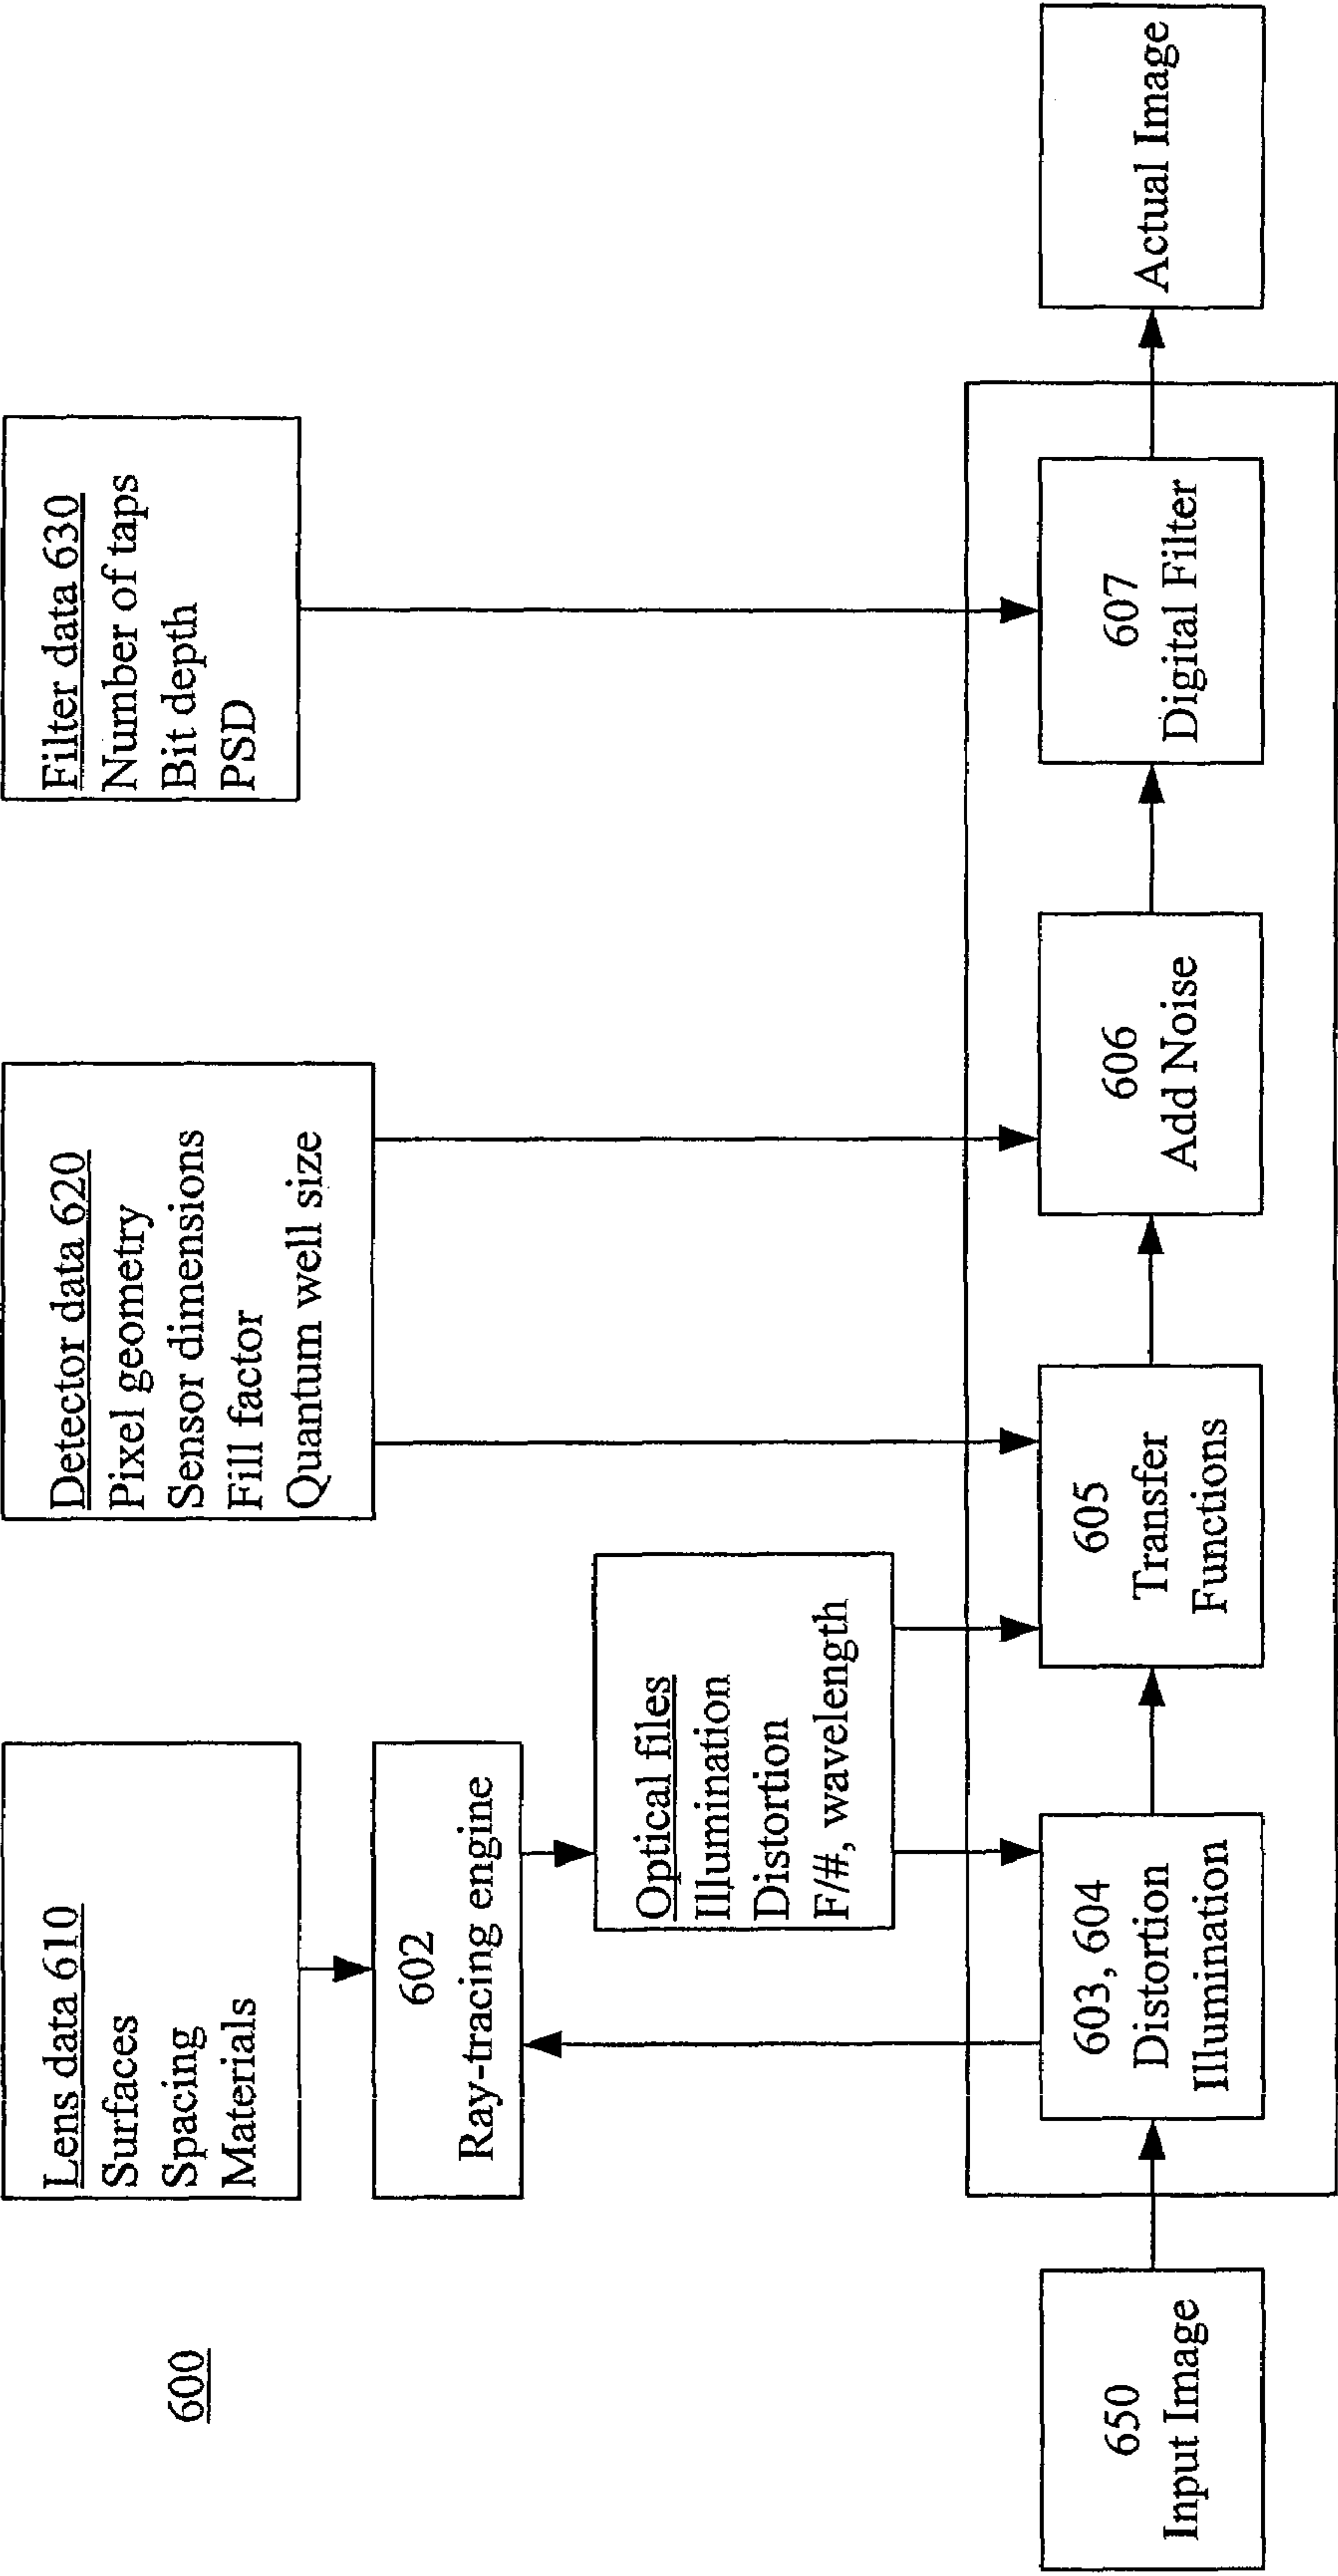 600
Lens data 610
Surfaces
Spacing
Materials
Detector data 620
Pixel geometry
Sensor dimensions
Fill factor
Quantum well size
Filter data 630
Number of taps
Bit depth
PSD
602
Ray-tracing engine
Optical files
Illumination
Distortion
F/#, wavelength
650
Input Image
603, 604
Distortion
Illumination
605
Transfer
Functions
606
Add Noise
607
Digital Filter
Actual Image